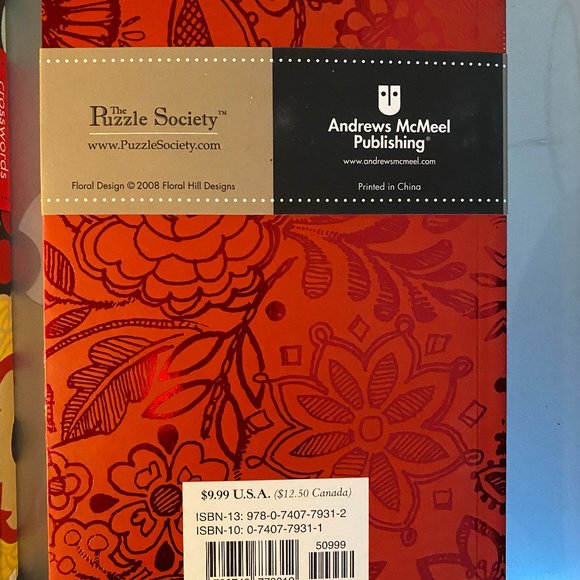 crosswords
The
Puzzle Society™
www.PuzzleSociety.com
Floral Design © 2008 Floral Hill Designs
Andrews McMeel
Publishing®
www.andrewsmcmeel.com
Printed in China
$9.99 U.S.A. ($12.50 Canada)
ISBN-13: 978-0-7407-7931-2
ISBN-10: 0-7407-7931-1
50999